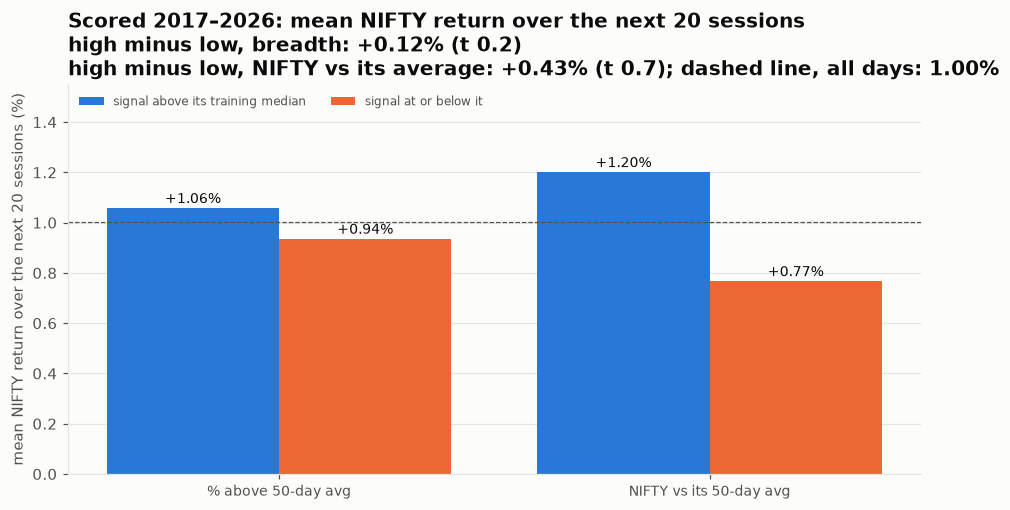 Scored 2017–2026: mean NIFTY return over the next 20 sessions
high minus low, breadth: +0.12% (t 0.2)
high minus low, NIFTY vs its average: +0.43% (t 0.7); dashed line, all days: 1.00%
signal above its training median
signal at or below it
mean NIFTY return over the next 20 sessions (%)
1.4
1.2
1.0
0.8
0.6
0.4
0.2
0.0
+1.06%
+0.94%
+1.20%
+0.77%
% above 50-day avg
NIFTY vs its 50-day avg